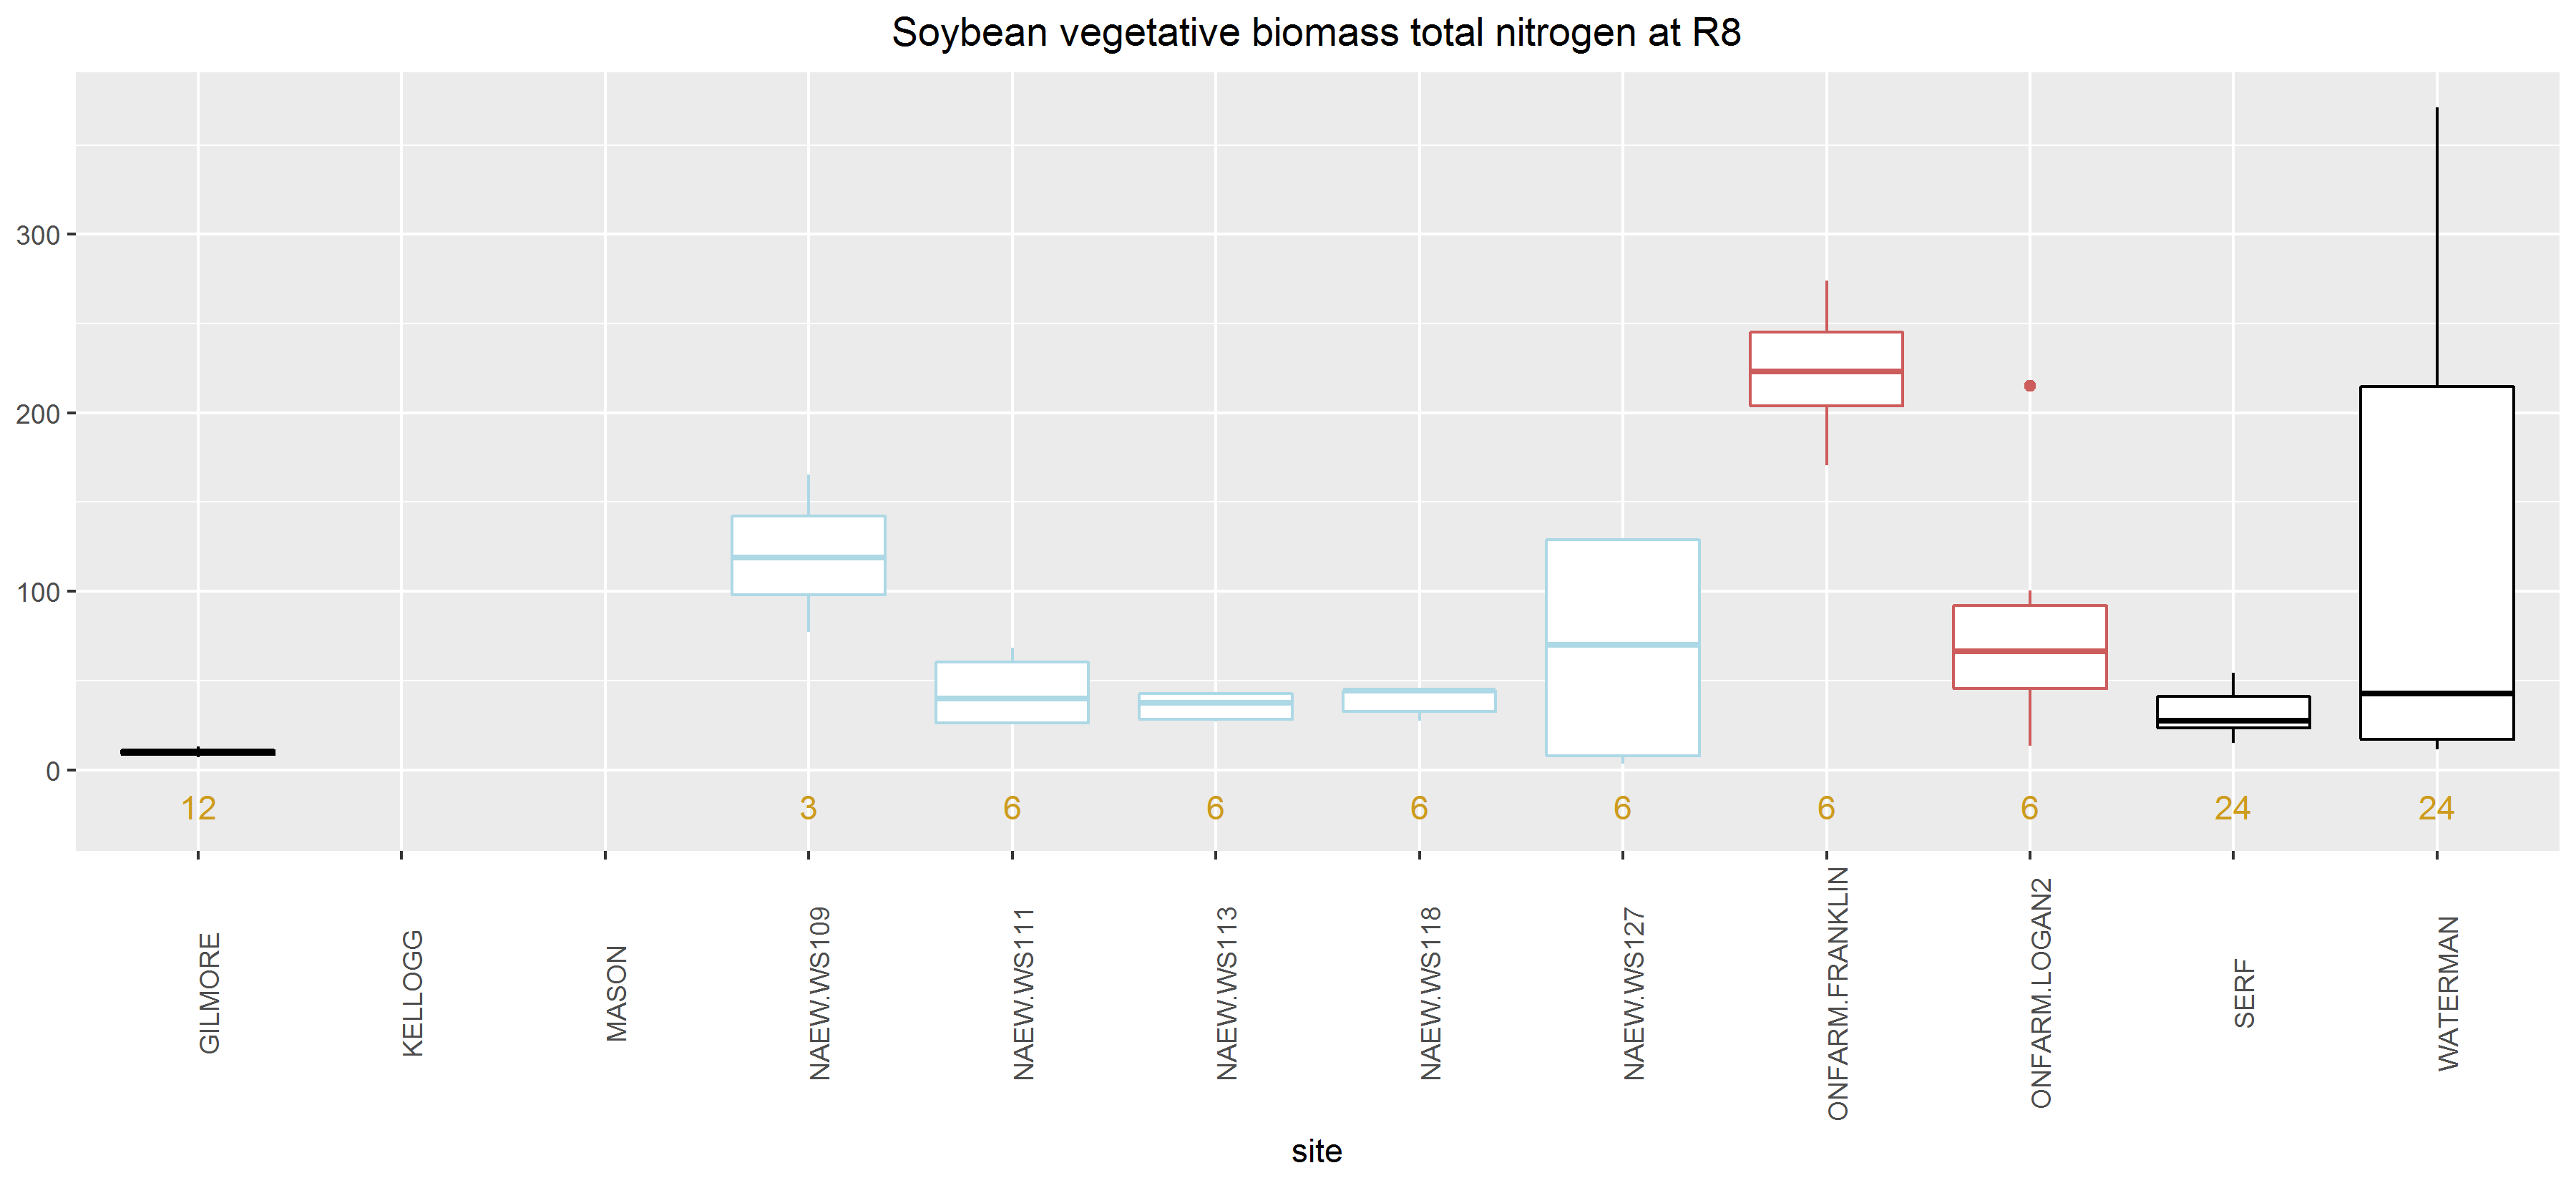 Soybean vegetative biomass total nitrogen at R8
300
200
100
0
12 3 6 6 6 6 6 6 24 24
GILMORE
KELLOGG
MASON
NAEW.WS109
NAEW.WS111
NAEW.WS113
NAEW.WS118
NAEW.WS127
ONFARM.FRANKLIN
ONFARM.LOGAN2
SERF
WATERMAN
site